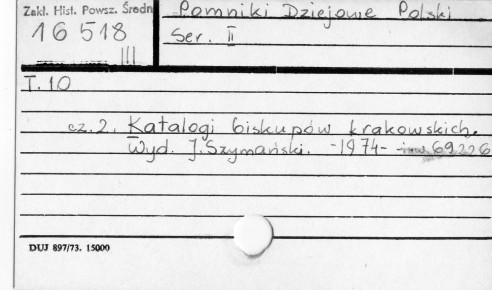 Zakł. Hist. Powsz. Średn
16 518
III
Pomniki Dziejowe Polski
Ser. II
T. 10
cz. 2. Katalogi biskupów krakowskich.
Wyd. J. Szymański. -1974- inw. 69226
DUJ 897/73. 15000